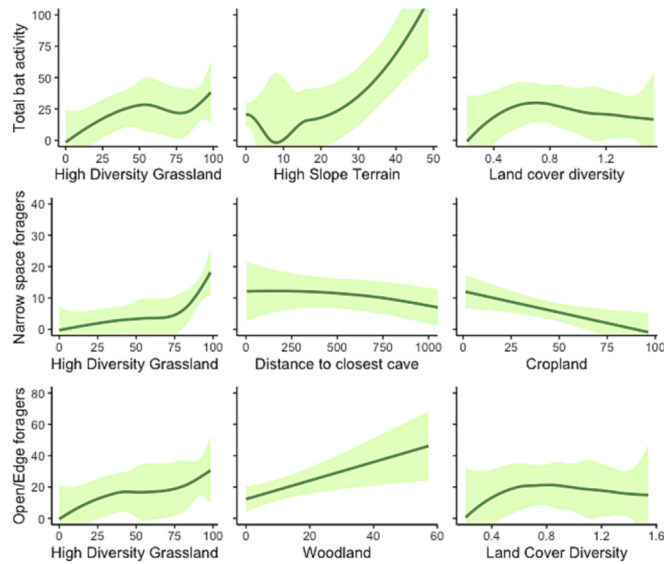 Total bat activity
100
75
50
25
0
0 25 50 75 100
High Diversity Grassland
0 10 20 30 40 50
High Slope Terrain
0.4 0.8 1.2
Land cover diversity
Narrow space foragers
40
30
20
10
0
0 25 50 75 100
High Diversity Grassland
0 250 500 750 1000
Distance to closest cave
0 25 50 75 100
Cropland
Open/Edge foragers
80
60
40
20
0
0 25 50 75 100
High Diversity Grassland
0 20 40 60
Woodland
0.4 0.8 1.2 1.6
Land Cover Diversity